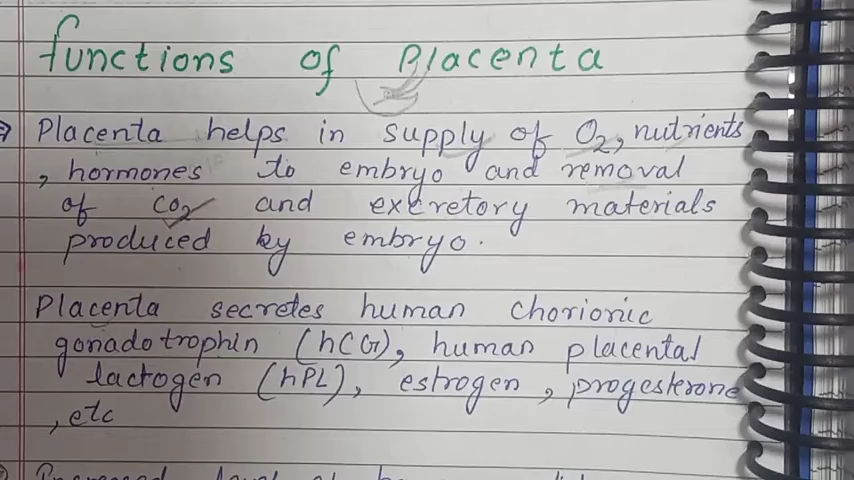 functions of Placenta
Placenta helps in supply of O2, nutrients
, hormones to embryo and removal
of CO2 and excretory materials
produced by embryo.
Placenta secretes human chorionic
gonadotrophin (hCG), human placental
lactogen (hPL), estrogen, progesterone
, etc